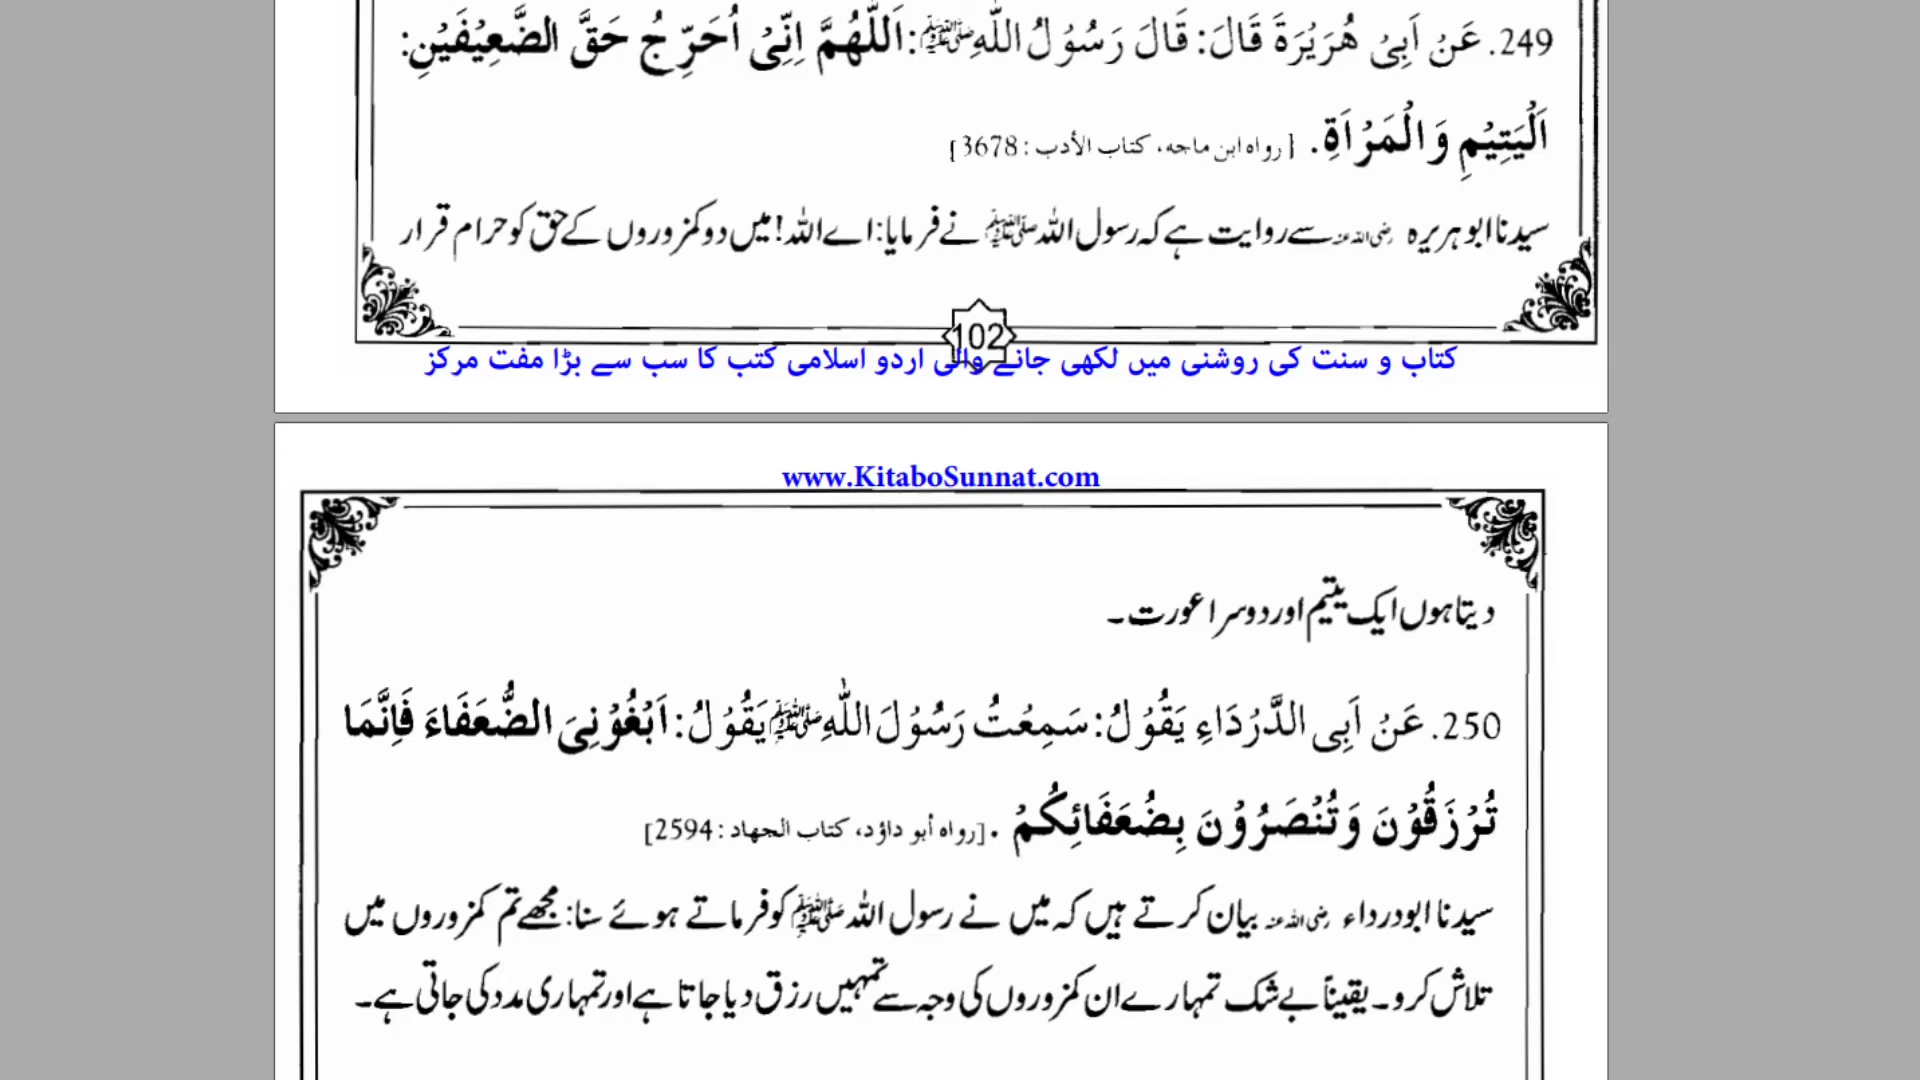 249. عَنْ اَبِیْ هُرَیْرَةَ قَالَ: قَالَ رَسُوْلُ اللّٰهِ ﷺ: اَللّٰهُمَّ اِنِّیْ اُحَرِّجُ حَقَّ الضَّعِیْفَیْنِ:
اَلْیَتِیْمِ وَالْمَرْاَةِ. [رواه ابن ماجه، كتاب الأدب: 3678]
سیدنا ابو ہریرہ رضی اللہ عنہ سے روایت ہے کہ رسول اللہ ﷺ نے فرمایا: اے اللہ! میں دو کمزوروں کے حق کو حرام قرار
102
کتاب و سنت کی روشنی میں لکھی جانے والی اردو اسلامی کتب کا سب سے بڑا مفت مرکز
www.KitaboSunnat.com
دیتا ہوں ایک یتیم اور دوسرا عورت۔
250. عَنْ اَبِی الدَّرْدَاءِ یَقُوْلُ: سَمِعْتُ رَسُوْلَ اللّٰهِ ﷺ یَقُوْلُ: اَبْغُوْنِیَ الضُّعَفَاءَ فَاِنَّمَا
تُرْزَقُوْنَ وَتُنْصَرُوْنَ بِضُعَفَائِكُمْ. [رواه أبو داؤد، كتاب الجهاد: 2594]
سیدنا ابودرداء رضی اللہ عنہ بیان کرتے ہیں کہ میں نے رسول اللہ ﷺ کو فرماتے ہوئے سنا: مجھے تم کمزوروں میں
تلاش کرو۔ یقیناً بے شک تمہارے ان کمزوروں کی وجہ سے تمہیں رزق دیا جاتا ہے اور تمہاری مدد کی جاتی ہے۔